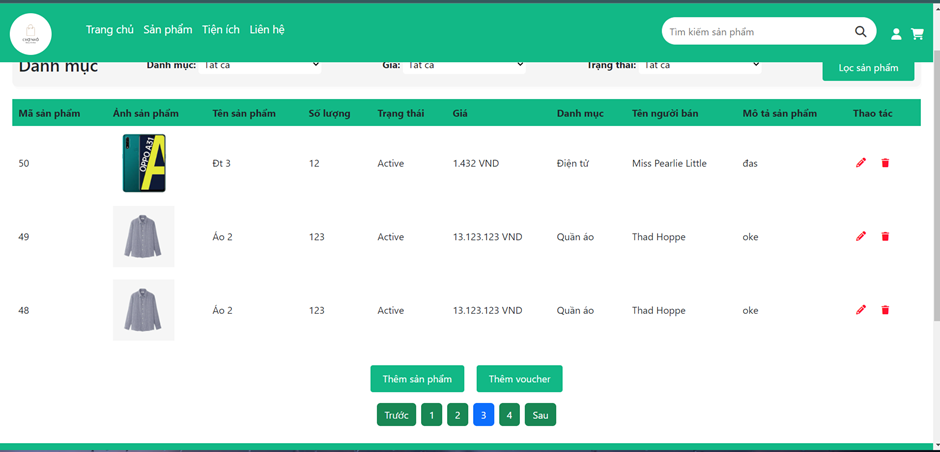 Trang chủ Sản phẩm Tiện ích Liên hệ Tìm kiếm sản phẩm
Danh mục Danh mục: Tất cả Giá: Tất cả Trạng thái: Tất cả Lọc sản phẩm
Mã sản phẩm Ảnh sản phẩm Tên sản phẩm Số lượng Trạng thái Giá Danh mục Tên người bán Mô tả sản phẩm Thao tác
OPPO A31
50 Đt 3 12 Active 1.432 VND Điện tử Miss Pearlie Little đas
49 Áo 2 123 Active 13.123.123 VND Quần áo Thad Hoppe oke
48 Áo 2 123 Active 13.123.123 VND Quần áo Thad Hoppe oke
Thêm sản phẩm Thêm voucher
Trước 1 2 3 4 Sau